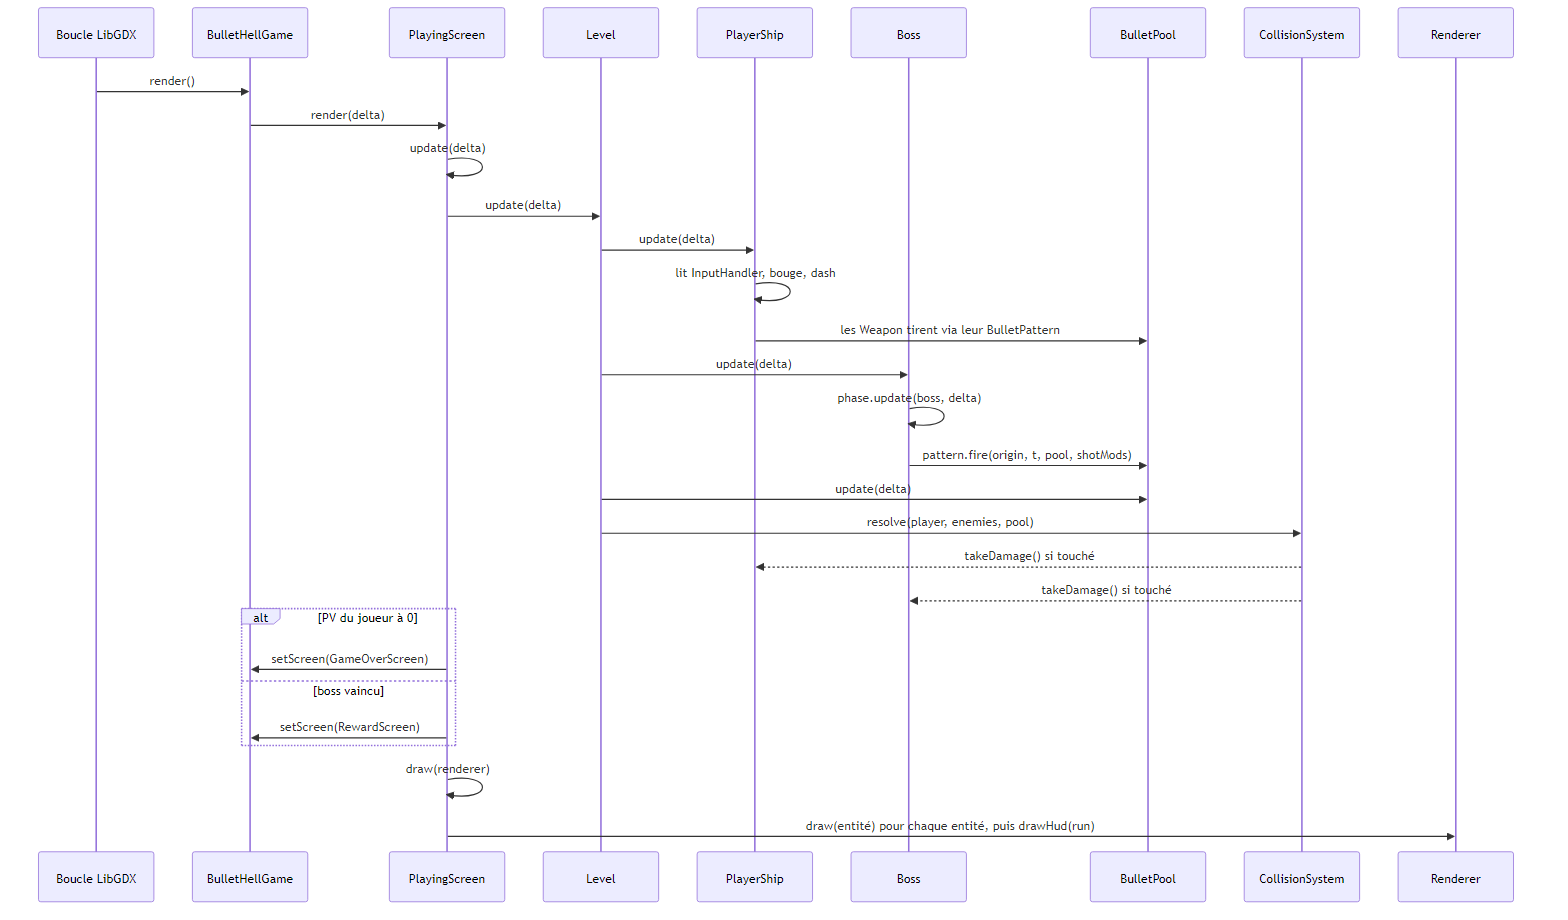 Boucle LibGDX
BulletHellGame
PlayingScreen
Level
PlayerShip
Boss
BulletPool
CollisionSystem
Renderer
render()
render(delta)
update(delta)
update(delta)
update(delta)
lit InputHandler, bouge, dash
les Weapon tirent via leur BulletPattern
update(delta)
phase.update(boss, delta)
pattern.fire(origin, t, pool, shotMods)
update(delta)
resolve(player, enemies, pool)
takeDamage() si touché
takeDamage() si touché
alt
[PV du joueur à 0]
setScreen(GameOverScreen)
[boss vaincu]
setScreen(RewardScreen)
draw(renderer)
draw(entité) pour chaque entité, puis drawHud(run)
Boucle LibGDX
BulletHellGame
PlayingScreen
Level
PlayerShip
Boss
BulletPool
CollisionSystem
Renderer